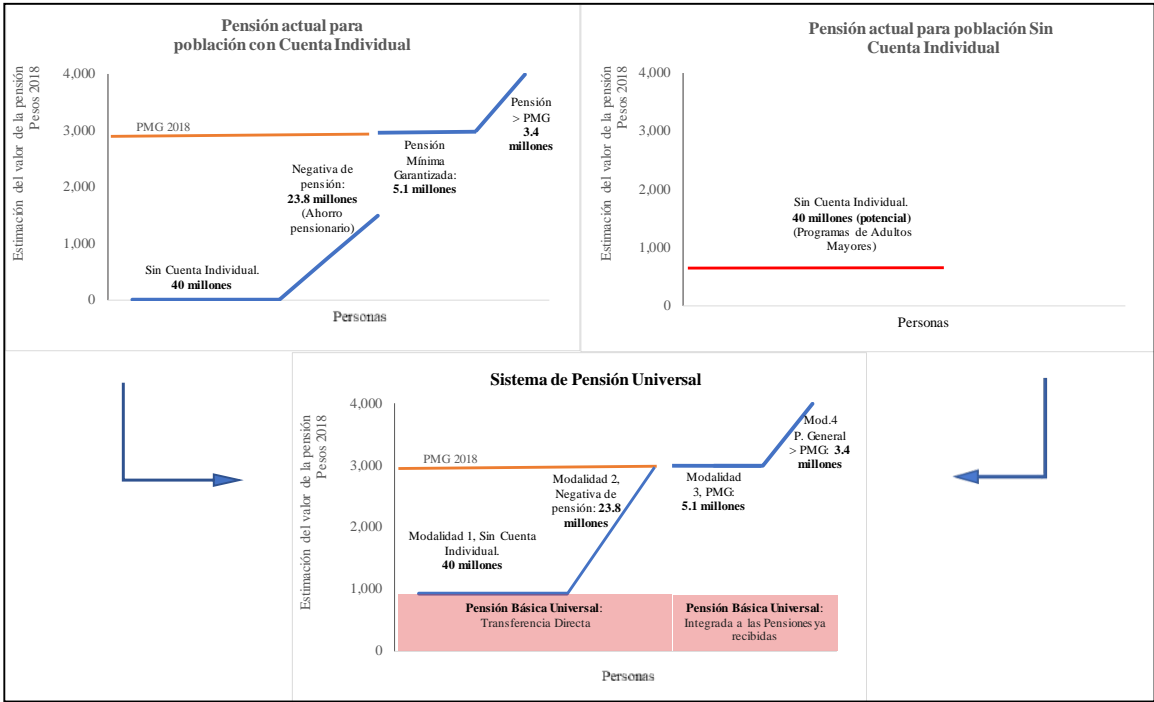 Pensión actual para
población con Cuenta Individual
Estimación del valor de la pensión
Pesos 2018
4,000
3,000
2,000
1,000
0
PMG 2018
Sin Cuenta Individual.
40 millones
Negativa de
pensión:
23.8 millones
(Ahorro
pensionario)
Pensión
Mínima
Garantizada:
5.1 millones
Pensión
> PMG
3.4
millones
Personas
Pensión actual para población Sin
Cuenta Individual
Estimación del valor de la pensión
Pesos 2018
4,000
3,000
2,000
1,000
0
Sin Cuenta Individual.
40 millones (potencial)
(Programas de Adultos
Mayores)
Personas
Sistema de Pensión Universal
Estimación del valor de la pensión
Pesos 2018
4,000
3,000
2,000
1,000
0
PMG 2018
Modalidad 1, Sin Cuenta
Individual.
40 millones
Modalidad 2,
Negativa de
pensión: 23.8
millones
Modalidad
3, PMG:
5.1 millones
Mod.4
P. General
> PMG: 3.4
millones
Pensión Básica Universal:
Transferencia Directa
Pensión Básica Universal:
Integrada a las Pensiones ya
recibidas
Personas